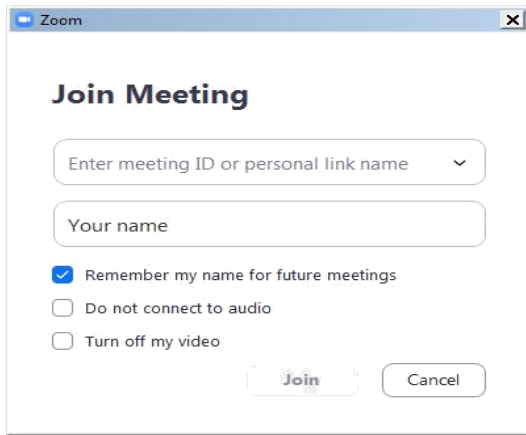 Zoom
Join Meeting
Enter meeting ID or personal link name
Your name
Remember my name for future meetings
Do not connect to audio
Turn off my video
Join Cancel